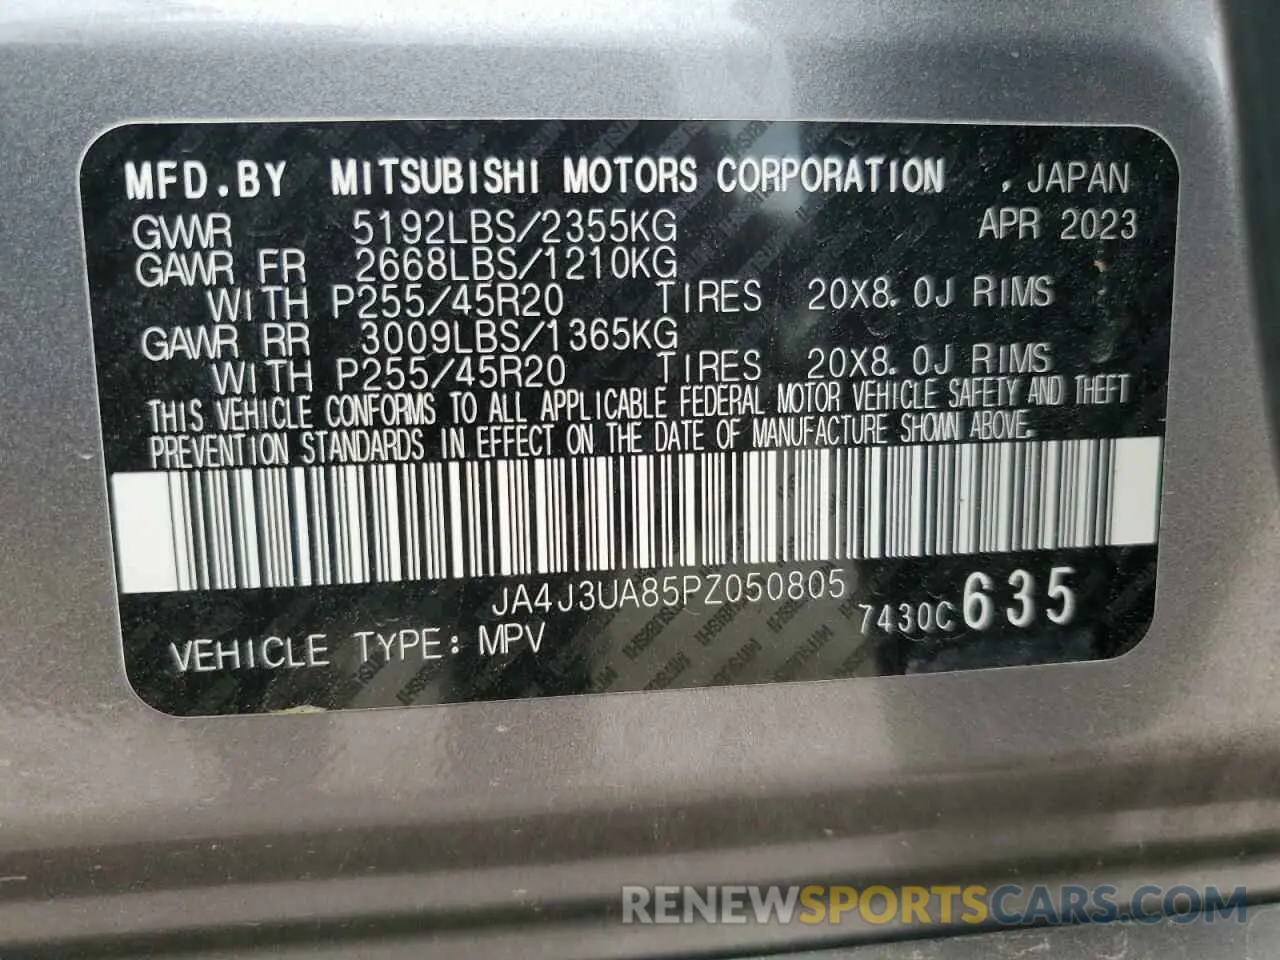 MFD.BY MITSUBISHI MOTORS CORPORATION , JAPAN
GVWR 5192LBS/2355KG APR 2023
GAWR FR 2668LBS/1210KG
WITH P255/45R20 TIRES 20X8.0J RIMS
GAWR RR 3009LBS/1365KG
WITH P255/45R20 TIRES 20X8.0J RIMS
THIS VEHICLE CONFORMS TO ALL APPLICABLE FEDERAL MOTOR VEHICLE SAFETY AND THEFT
PREVENTION STANDARDS IN EFFECT ON THE DATE OF MANUFACTURE SHOWN ABOVE.
JA4J3UA85PZ050805
7430C 635
VEHICLE TYPE: MPV
RENEWSPORTSCARS.COM